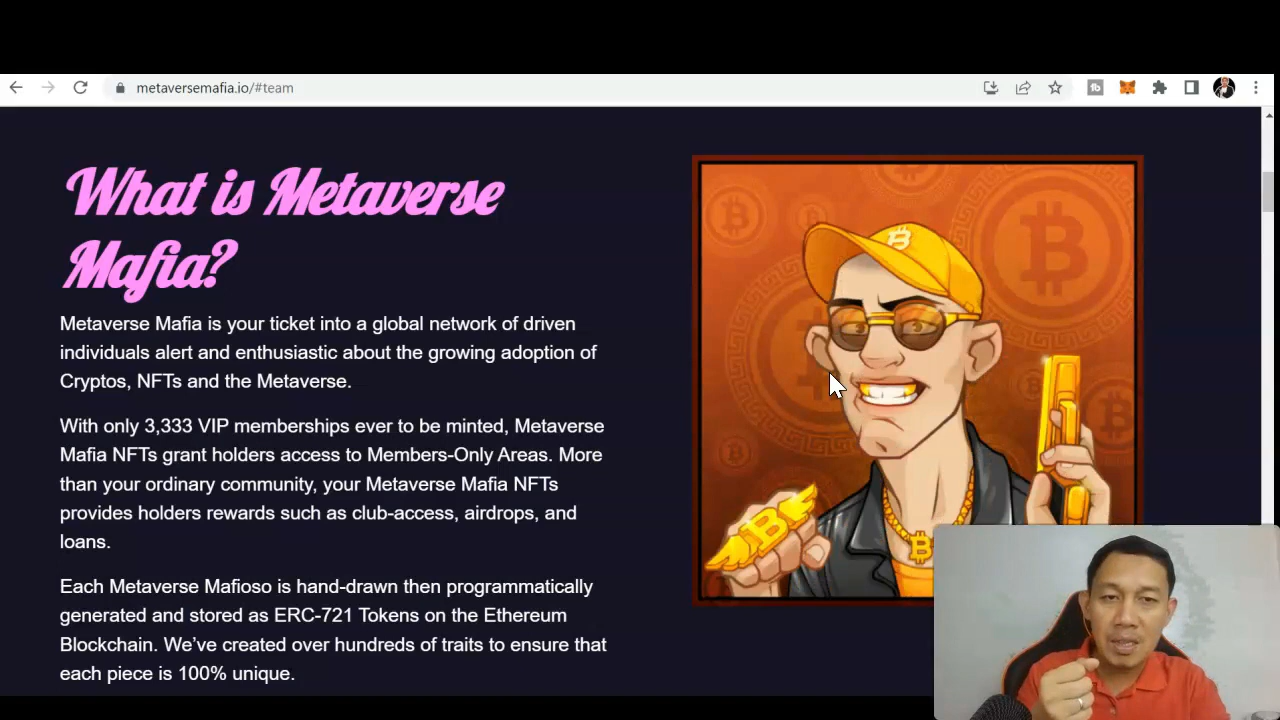 metaversemafia.io/#team
What is Metaverse
Mafia?
Metaverse Mafia is your ticket into a global network of driven
individuals alert and enthusiastic about the growing adoption of
Cryptos, NFTs and the Metaverse.
With only 3,333 VIP memberships ever to be minted, Metaverse
Mafia NFTs grant holders access to Members-Only Areas. More
than your ordinary community, your Metaverse Mafia NFTs
provides holders rewards such as club-access, airdrops, and
loans.
Each Metaverse Mafioso is hand-drawn then programmatically
generated and stored as ERC-721 Tokens on the Ethereum
Blockchain. We’ve created over hundreds of traits to ensure that
each piece is 100% unique.